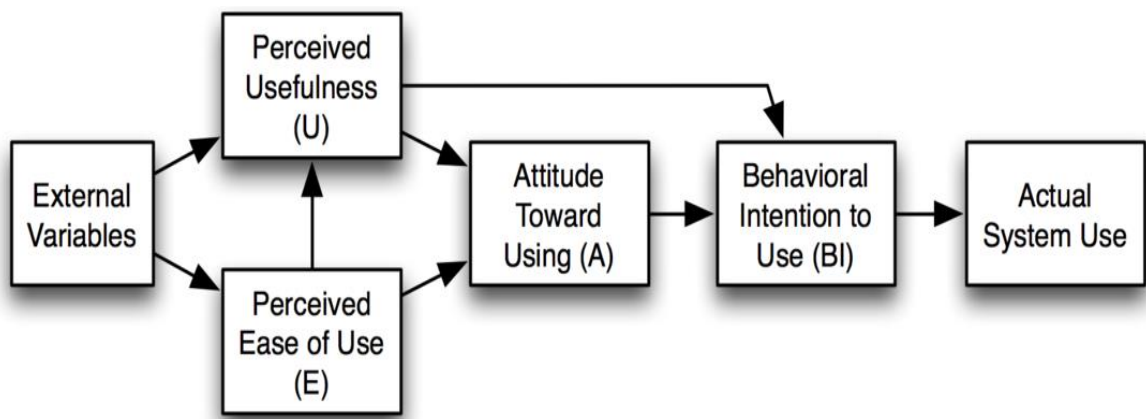 Perceived
Usefulness
(U)
External
Variables
Perceived
Ease of Use
(E)
Attitude
Toward
Using (A)
Behavioral
Intention to
Use (BI)
Actual
System Use